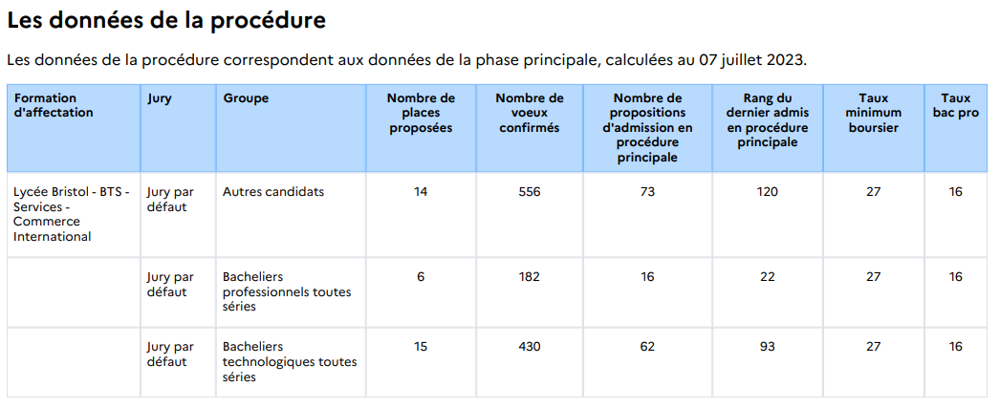 Les données de la procédure
Les données de la procédure correspondent aux données de la phase principale, calculées au 07 juillet 2023.
Formation
d'affectation
Jury
Groupe
Nombre de
places
proposées
Nombre de
voeux
confirmés
Nombre de
propositions
d'admission en
procédure
principale
Rang du
dernier admis
en procédure
principale
Taux
minimum
boursier
Taux
bac pro
Lycée Bristol - BTS -
Services -
Commerce
International
Jury par
défaut
Autres candidats
14
556
73
120
27
16
Jury par
défaut
Bacheliers
professionnels toutes
séries
6
182
16
22
27
16
Jury par
défaut
Bacheliers
technologiques toutes
séries
15
430
62
93
27
16